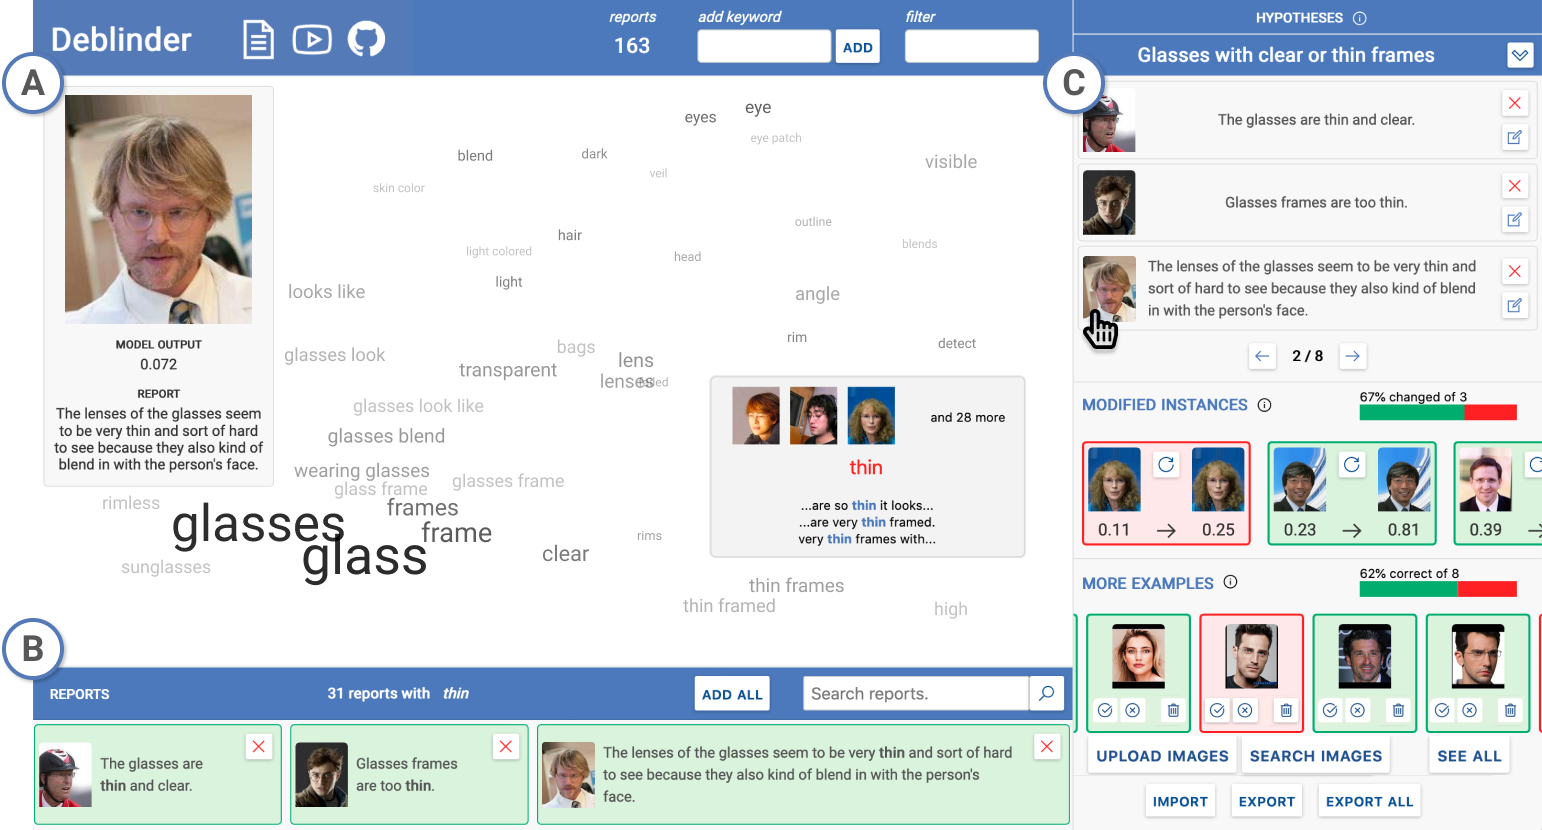 Deblinder
reports
163
add keyword
ADD
filter
A
MODEL OUTPUT
0.072
REPORT
The lenses of the glasses seem
to be very thin and sort of hard
to see because they also kind of
blend in with the person's face.
eye
eyes
eye patch
blend
dark
visible
veil
skin color
outline
hair
blends
light colored
head
light
looks like
angle
rim
detect
bags
glasses look
lens
transparent
lenses
glasses look like
glasses blend
wearing glasses
glass frame
glasses frame
rimless
frames
glasses
frame
rims
glass
clear
sunglasses
thin frames
thin framed
high
and 28 more
thin
...are so thin it looks...
...are very thin framed.
very thin frames with...
B
REPORTS
31 reports with thin
ADD ALL
Search reports.
The glasses are
thin and clear.
Glasses frames
are too thin.
The lenses of the glasses seem to be very thin and sort of hard
to see because they also kind of blend in with the person's
face.
HYPOTHESES
Glasses with clear or thin frames
C
The glasses are thin and clear.
Glasses frames are too thin.
The lenses of the glasses seem to be very thin and
sort of hard to see because they also kind of blend
in with the person's face.
2 / 8
MODIFIED INSTANCES
67% changed of 3
0.11 → 0.25
0.23 → 0.81
0.39 →
MORE EXAMPLES
62% correct of 8
UPLOAD IMAGES
SEARCH IMAGES
SEE ALL
IMPORT
EXPORT
EXPORT ALL